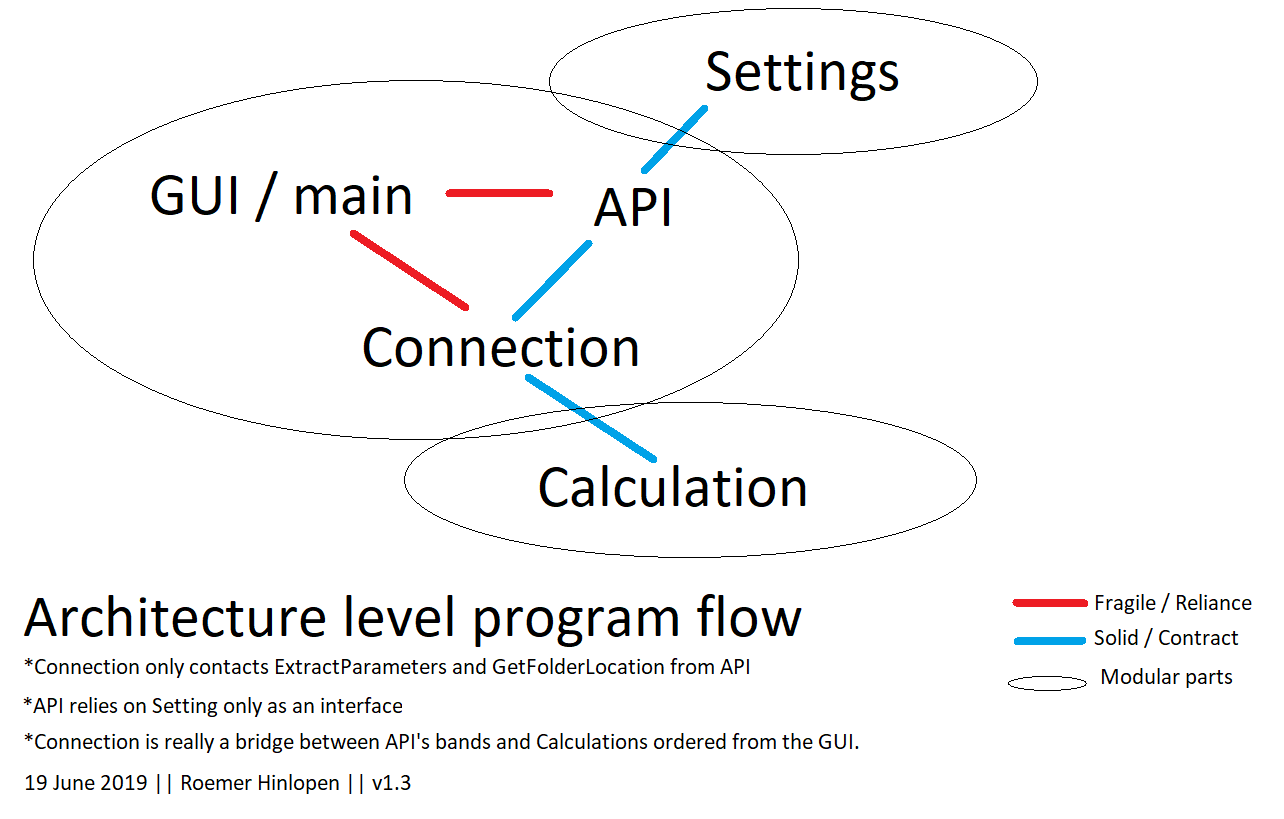 Settings
GUI / main
API
Connection
Calculation
Architecture level program flow
*Connection only contacts ExtractParameters and GetFolderLocation from API
*API relies on Setting only as an interface
*Connection is really a bridge between API's bands and Calculations ordered from the GUI.
19 June 2019 || Roemer Hinlopen || v1.3
Fragile / Reliance
Solid / Contract
Modular parts